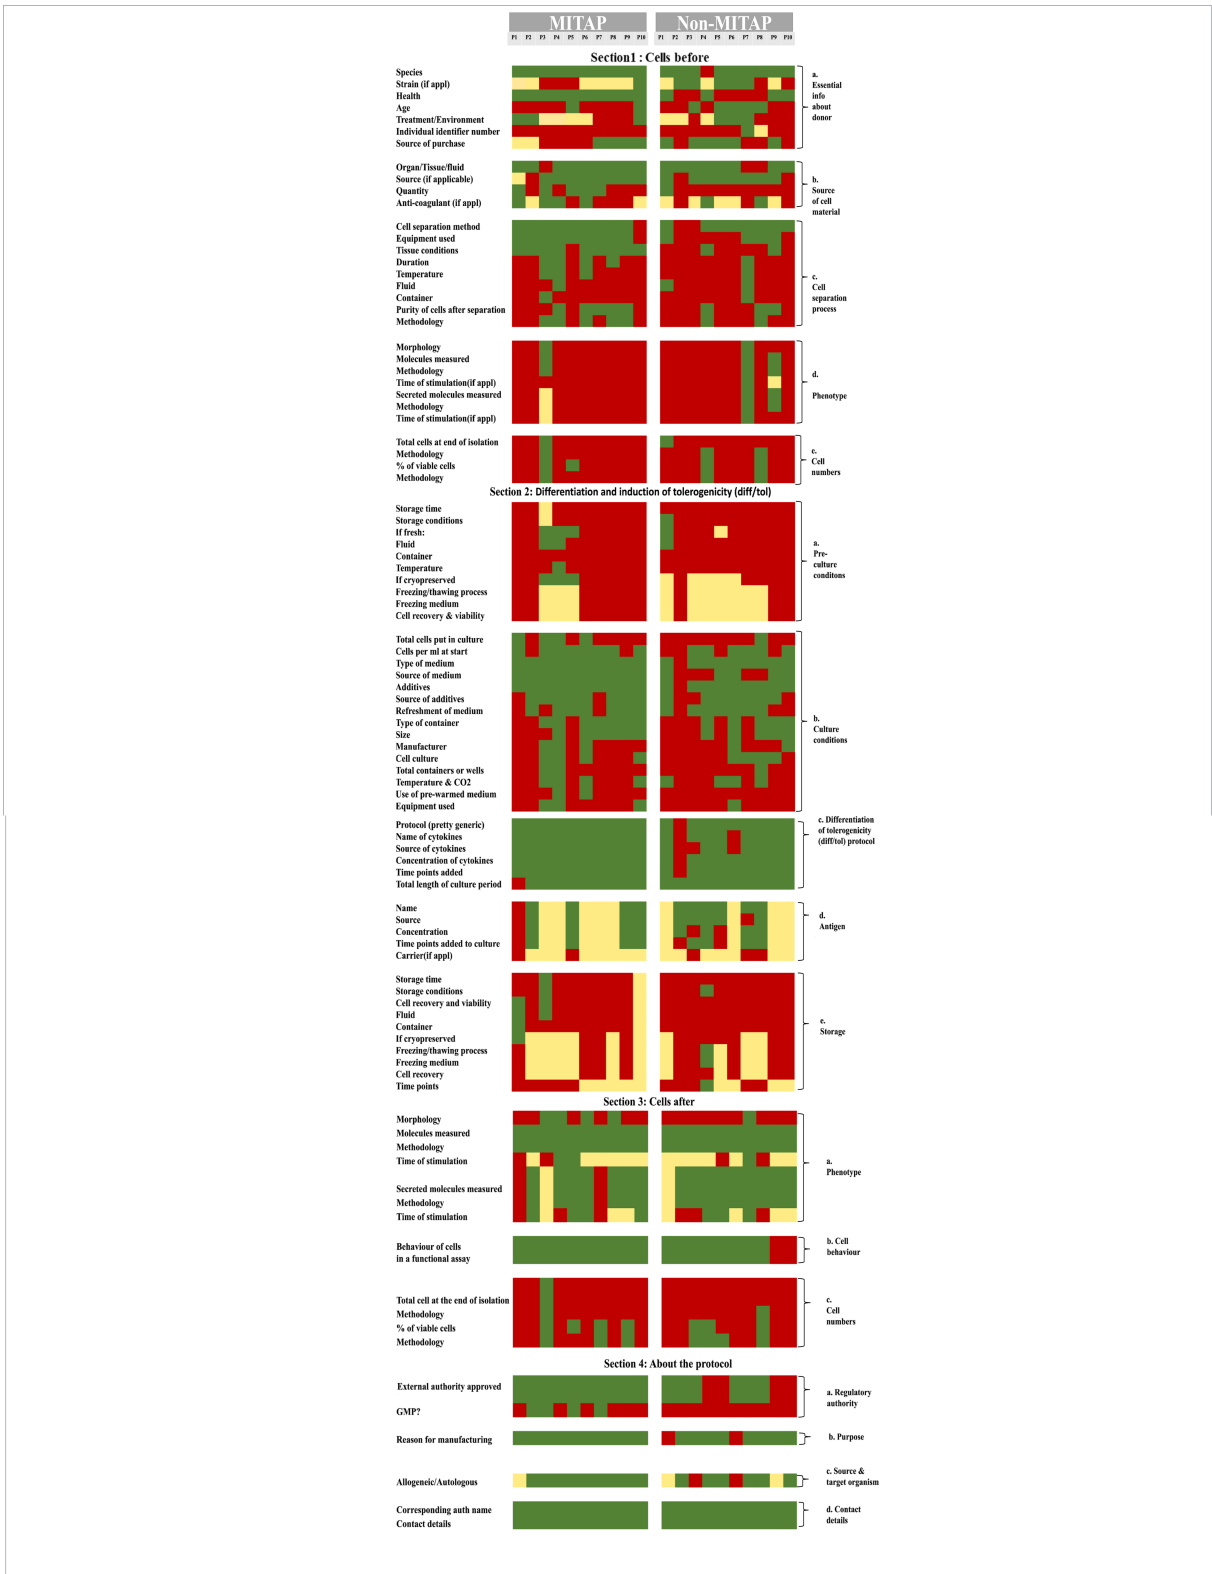 MITAP Non-MITAP
P1 P2 P3 P4 P5 P6 P7 P8 P9 P10 P1 P2 P3 P4 P5 P6 P7 P8 P9 P10
Section1 : Cells before
Species
Strain (if appl)
Health
Age
Treatment/Environment
Individual identifier number
Source of purchase
a.
Essential
info
about
donor
Organ/Tissue/fluid
Source (if applicable)
Quantity
Anti-coagulant (if appl)
b.
Source
of cell
material
Cell separation method
Equipment used
Tissue conditions
Duration
Temperature
Fluid
Container
Purity of cells after separation
Methodology
c.
Cell
separation
process
Morphology
Molecules measured
Methodology
Time of stimulation(if appl)
Secreted molecules measured
Methodology
Time of stimulation(if appl)
d.
Phenotype
Total cells at end of isolation
Methodology
% of viable cells
Methodology
e.
Cell
numbers
Section 2: Differentiation and induction of tolerogenicity (diff/tol)
Storage time
Storage conditions
If fresh:
Fluid
Container
Temperature
If cryopreserved
Freezing/thawing process
Freezing medium
Cell recovery & viability
a.
Pre-
culture
conditons
Total cells put in culture
Cells per ml at start
Type of medium
Source of medium
Additives
Source of additives
Refreshment of medium
Type of container
Size
Manufacturer
Cell culture
Total containers or wells
Temperature & CO2
Use of pre-warmed medium
Equipment used
b.
Culture
conditions
Protocol (pretty generic)
Name of cytokines
Source of cytokines
Concentration of cytokines
Time points added
Total length of culture period
c. Differentiation
of tolerogenicity
(diff/tol) protocol
Name
Source
Concentration
Time points added to culture
Carrier(if appl)
d.
Antigen
Storage time
Storage conditions
Cell recovery and viability
Fluid
Container
If cryopreserved
Freezing/thawing process
Freezing medium
Cell recovery
Time points
e.
Storage
Section 3: Cells after
Morphology
Molecules measured
Methodology
Time of stimulation
Secreted molecules measured
Methodology
Time of stimulation
a.
Phenotype
Behaviour of cells
in a functional assay
b. Cell
behaviour
Total cell at the end of isolation
Methodology
% of viable cells
Methodology
c.
Cell
numbers
Section 4: About the protocol
External authority approved
GMP?
a. Regulatory
authority
Reason for manufacturing
b. Purpose
Allogeneic/Autologous
c. Source &
target organism
Corresponding auth name
Contact details
d. Contact
details